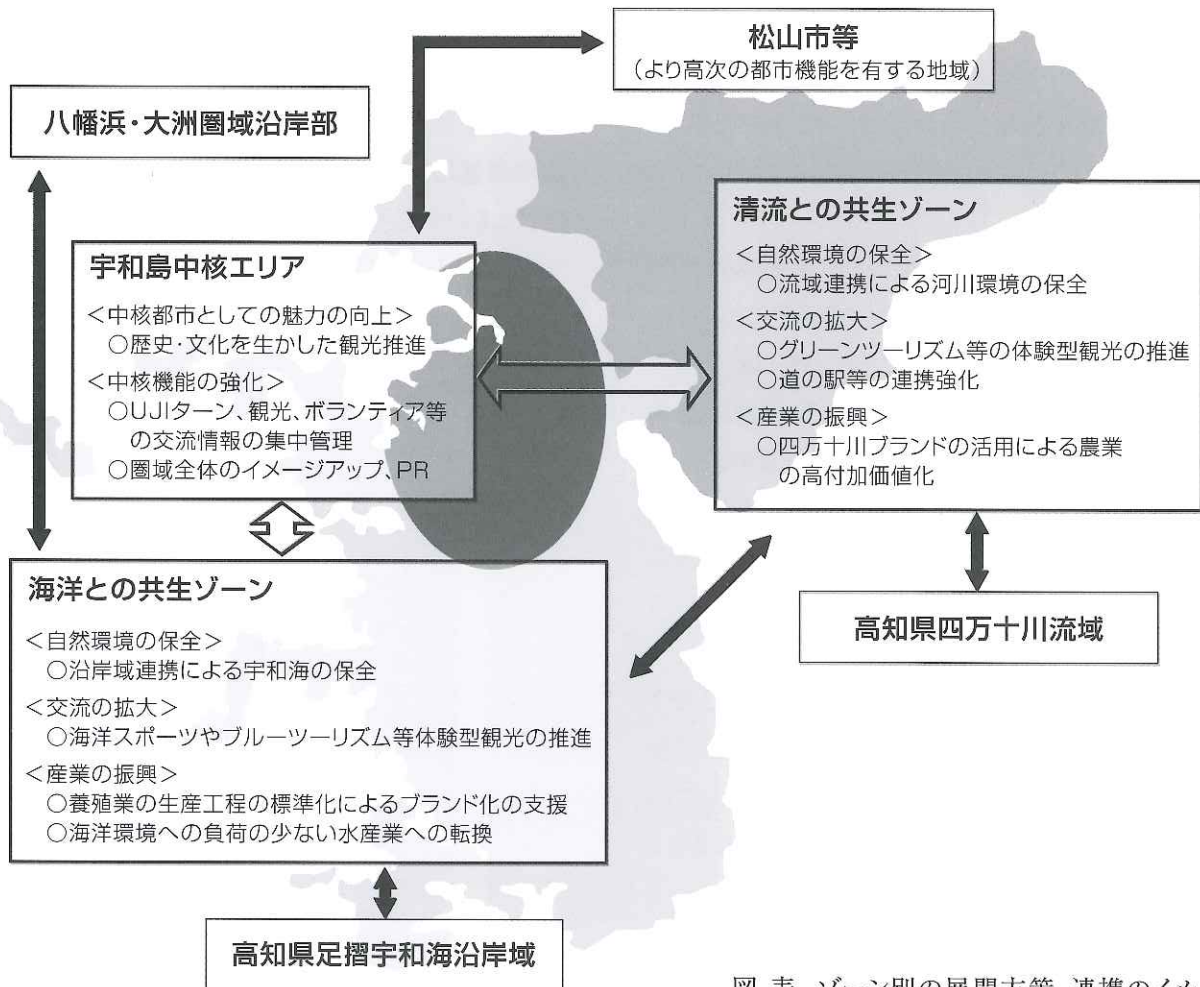 松山市等
（より高次の都市機能を有する地域）
八幡浜・大洲圏域沿岸部
宇和島中核エリア
＜中核都市としての魅力の向上＞
○歴史・文化を生かした観光推進
＜中核機能の強化＞
○UJIターン、観光、ボランティア等
の交流情報の集中管理
○圏域全体のイメージアップ、PR
清流との共生ゾーン
＜自然環境の保全＞
○流域連携による河川環境の保全
＜交流の拡大＞
○グリーンツーリズム等の体験型観光の推進
○道の駅等の連携強化
＜産業の振興＞
○四万十川ブランドの活用による農業
の高付加価値化
海洋との共生ゾーン
＜自然環境の保全＞
○沿岸域連携による宇和海の保全
＜交流の拡大＞
○海洋スポーツやブルーツーリズム等体験型観光の推進
＜産業の振興＞
○養殖業の生産工程の標準化によるブランド化の支援
○海洋環境への負荷の少ない水産業への転換
高知県四万十川流域
高知県足摺宇和海沿岸域